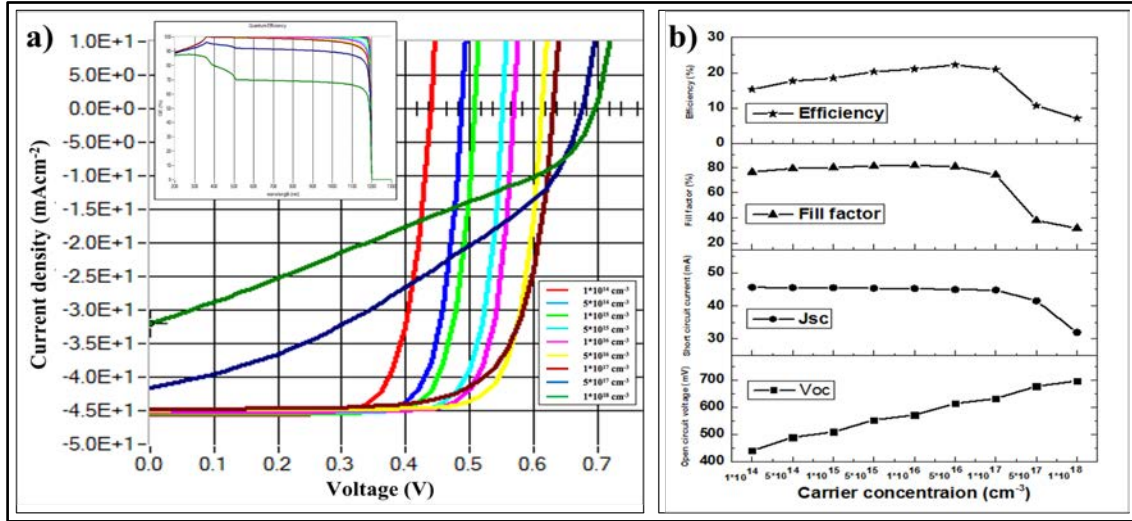 a)
Quantum Efficiency
wavelength (nm)
1.0E+1
5.0E+0
0.0E+0
-5.0E+0
-1.0E+1
-1.5E+1
-2.0E+1
-2.5E+1
-3.0E+1
-3.5E+1
-4.0E+1
-4.5E+1
-5.0E+1
Current density (mAcm-2)
0.0 0.1 0.2 0.3 0.4 0.5 0.6 0.7
Voltage (V)
1*10¹⁴ cm⁻³
5*10¹⁴ cm⁻³
1*10¹⁵ cm⁻³
5*10¹⁵ cm⁻³
1*10¹⁶ cm⁻³
5*10¹⁶ cm⁻³
1*10¹⁷ cm⁻³
5*10¹⁷ cm⁻³
1*10¹⁸ cm⁻³
b)
30
20
10
0
Efficiency (%)
Efficiency
80
60
40
20
Fill factor (%)
Fill factor
50
40
30
Short circuit current (mA)
Jsc
700
600
500
400
Open circuit voltage (mV)
Voc
1*10¹⁴ 5*10¹⁴ 1*10¹⁵ 5*10¹⁵ 1*10¹⁶ 5*10¹⁶ 1*10¹⁷ 5*10¹⁷ 1*10¹⁸
Carrier concentraion (cm⁻³)